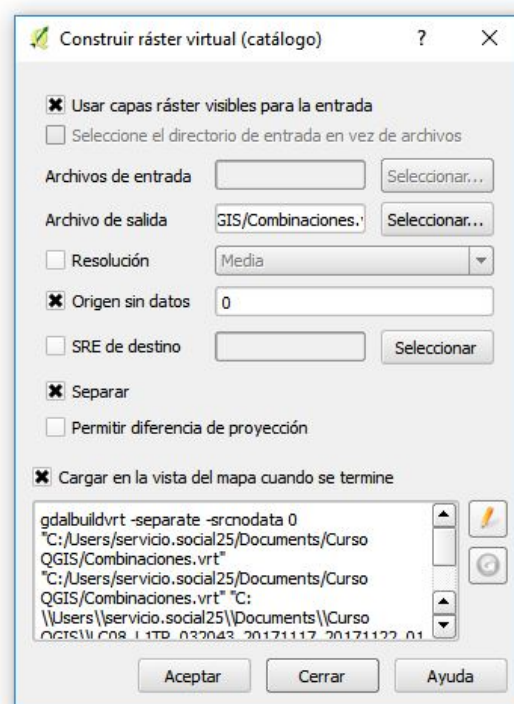 Construir ráster virtual (catálogo) ?
Usar capas ráster visibles para la entrada
Seleccione el directorio de entrada en vez de archivos
Archivos de entrada Seleccionar...
Archivo de salida GIS/Combinaciones.v Seleccionar...
Resolución Media
Origen sin datos 0
SRE de destino Seleccionar
Separar
Permitir diferencia de proyección
Cargar en la vista del mapa cuando se termine
gdalbuildvrt -separate -srcnodata 0
"C:/Users/servicio.social25/Documents/Curso
QGIS/Combinaciones.vrt"
"C:/Users/servicio.social25/Documents/Curso
QGIS/Combinaciones.vrt" "C:
\\Users\\servicio.social25\\Documents\\Curso
QGIS\\LC08_L1TP_032043_20171117_20171122_01
Aceptar Cerrar Ayuda